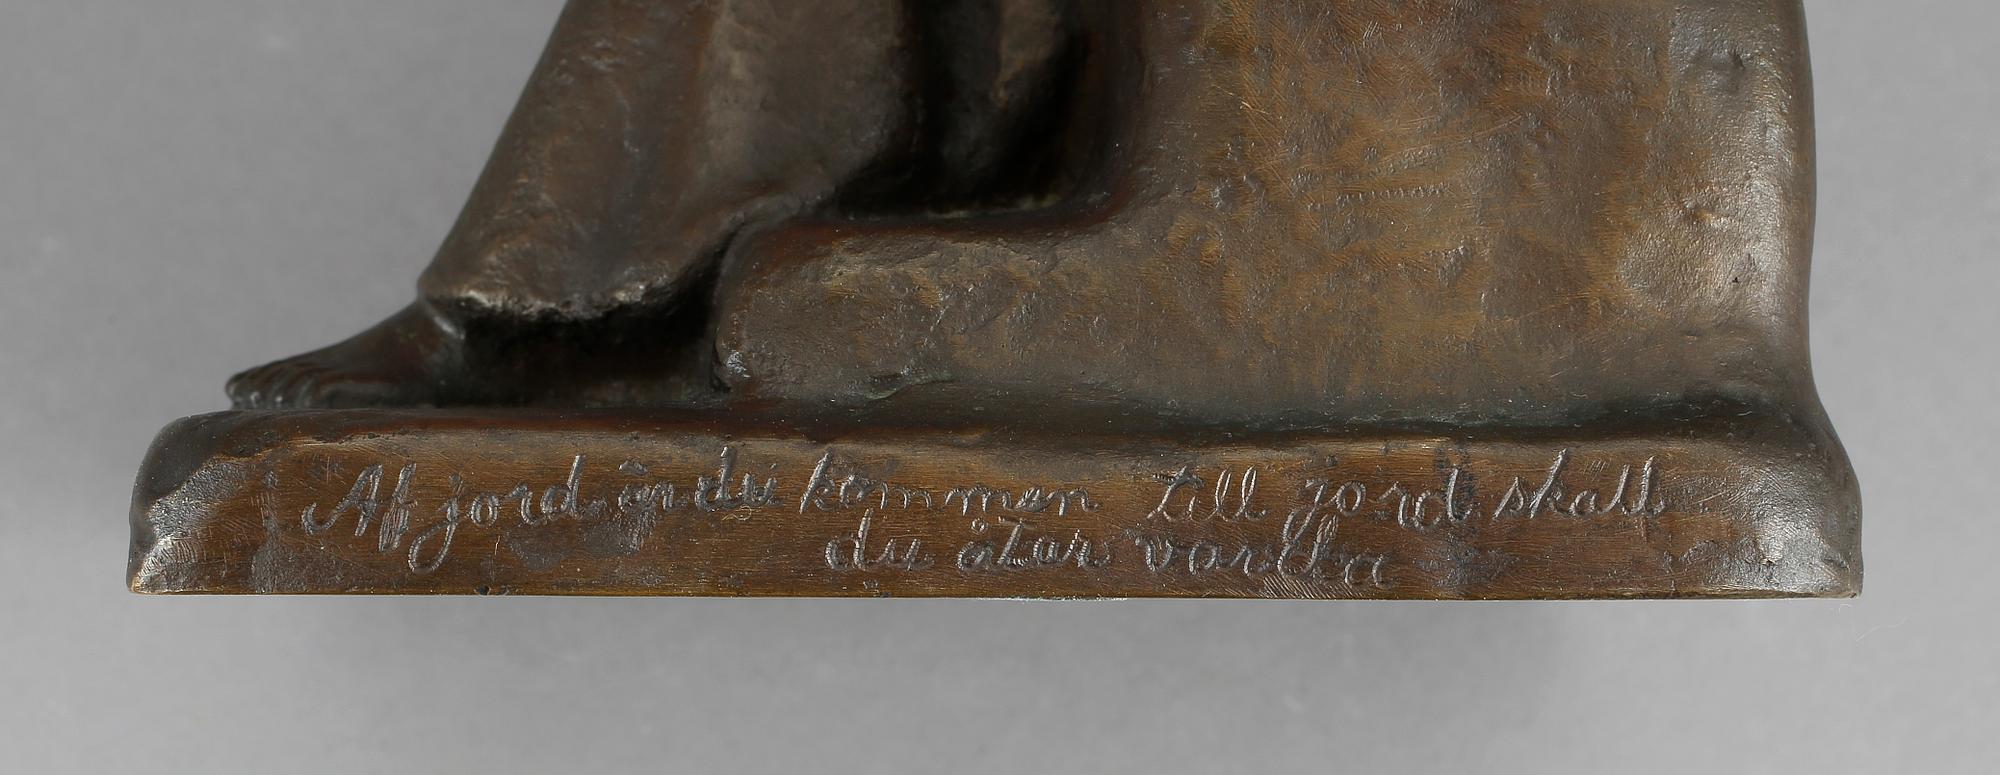 Af jord är du kommen till jord skall
du åter varda